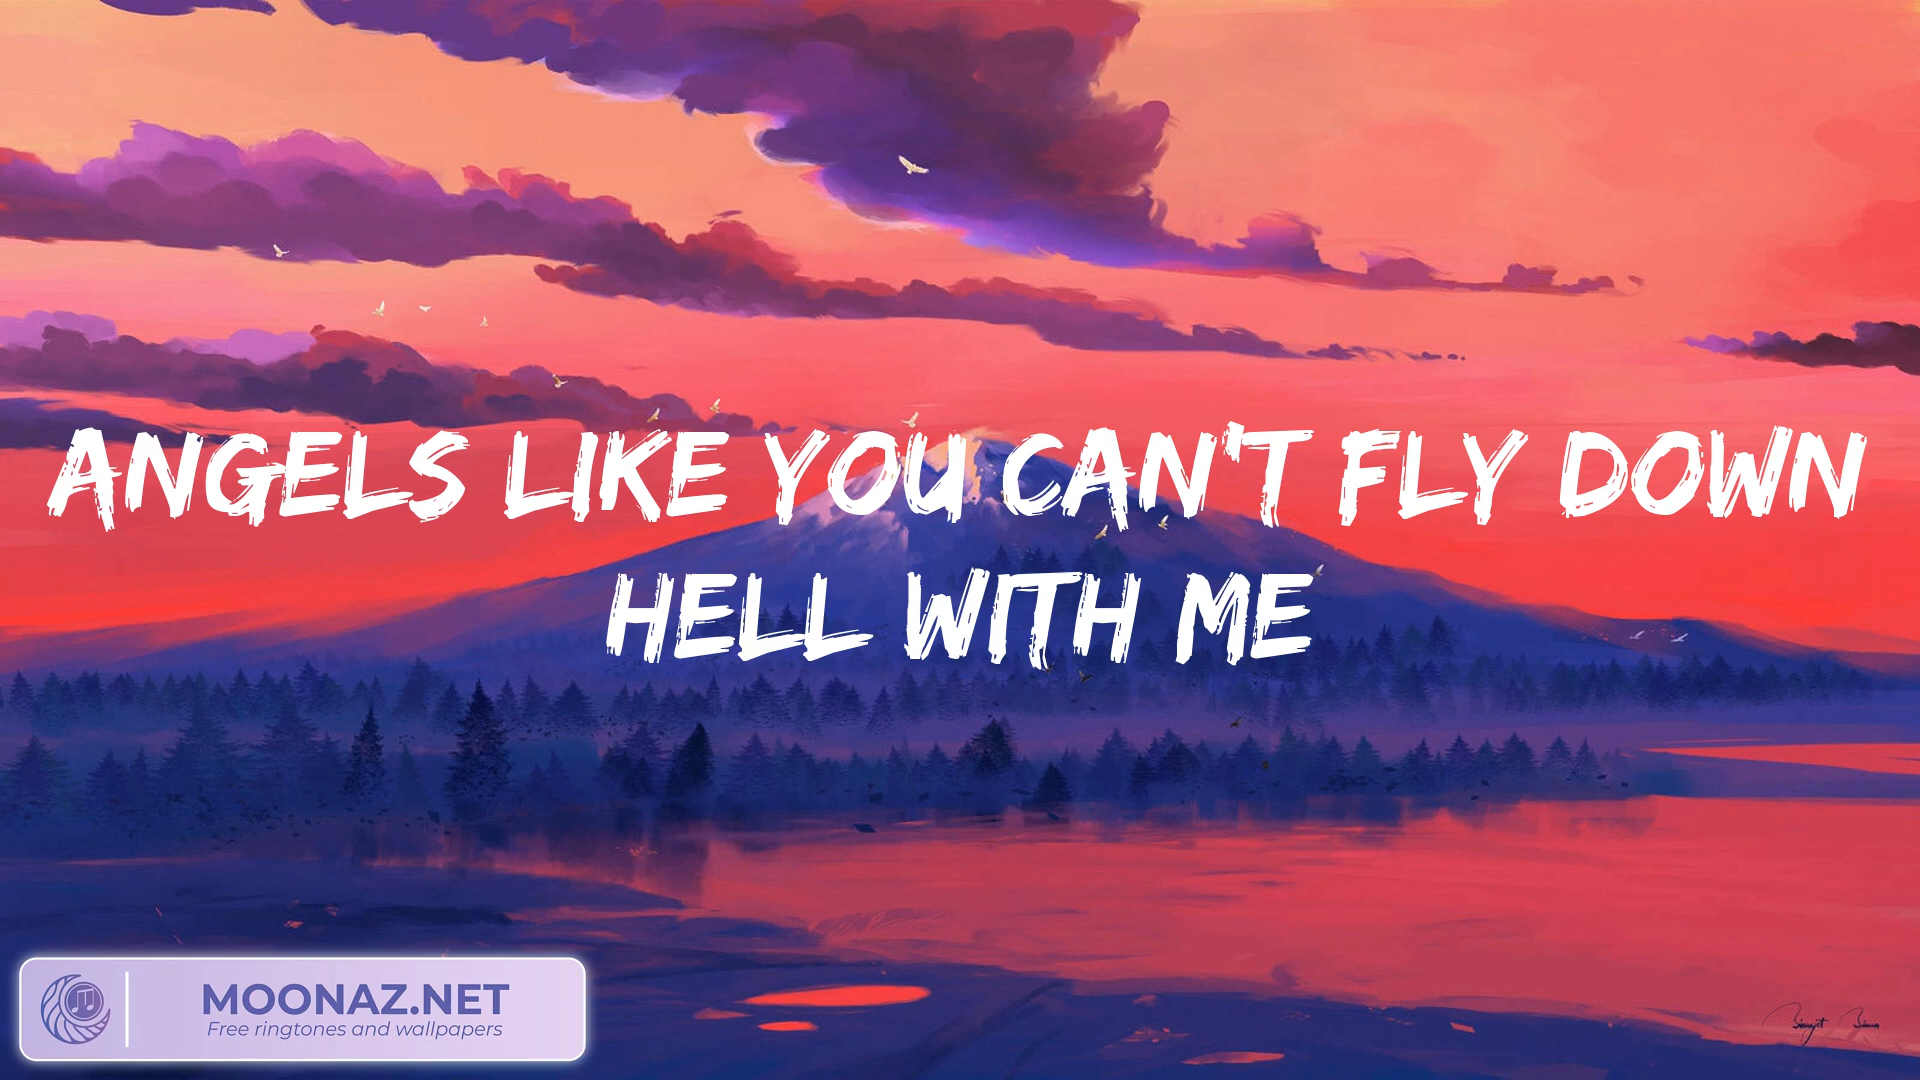 ANGELS LIKE YOU CAN'T FLY DOWN
HELL WITH ME
MOONAZ.NET
Free ringtones and wallpapers